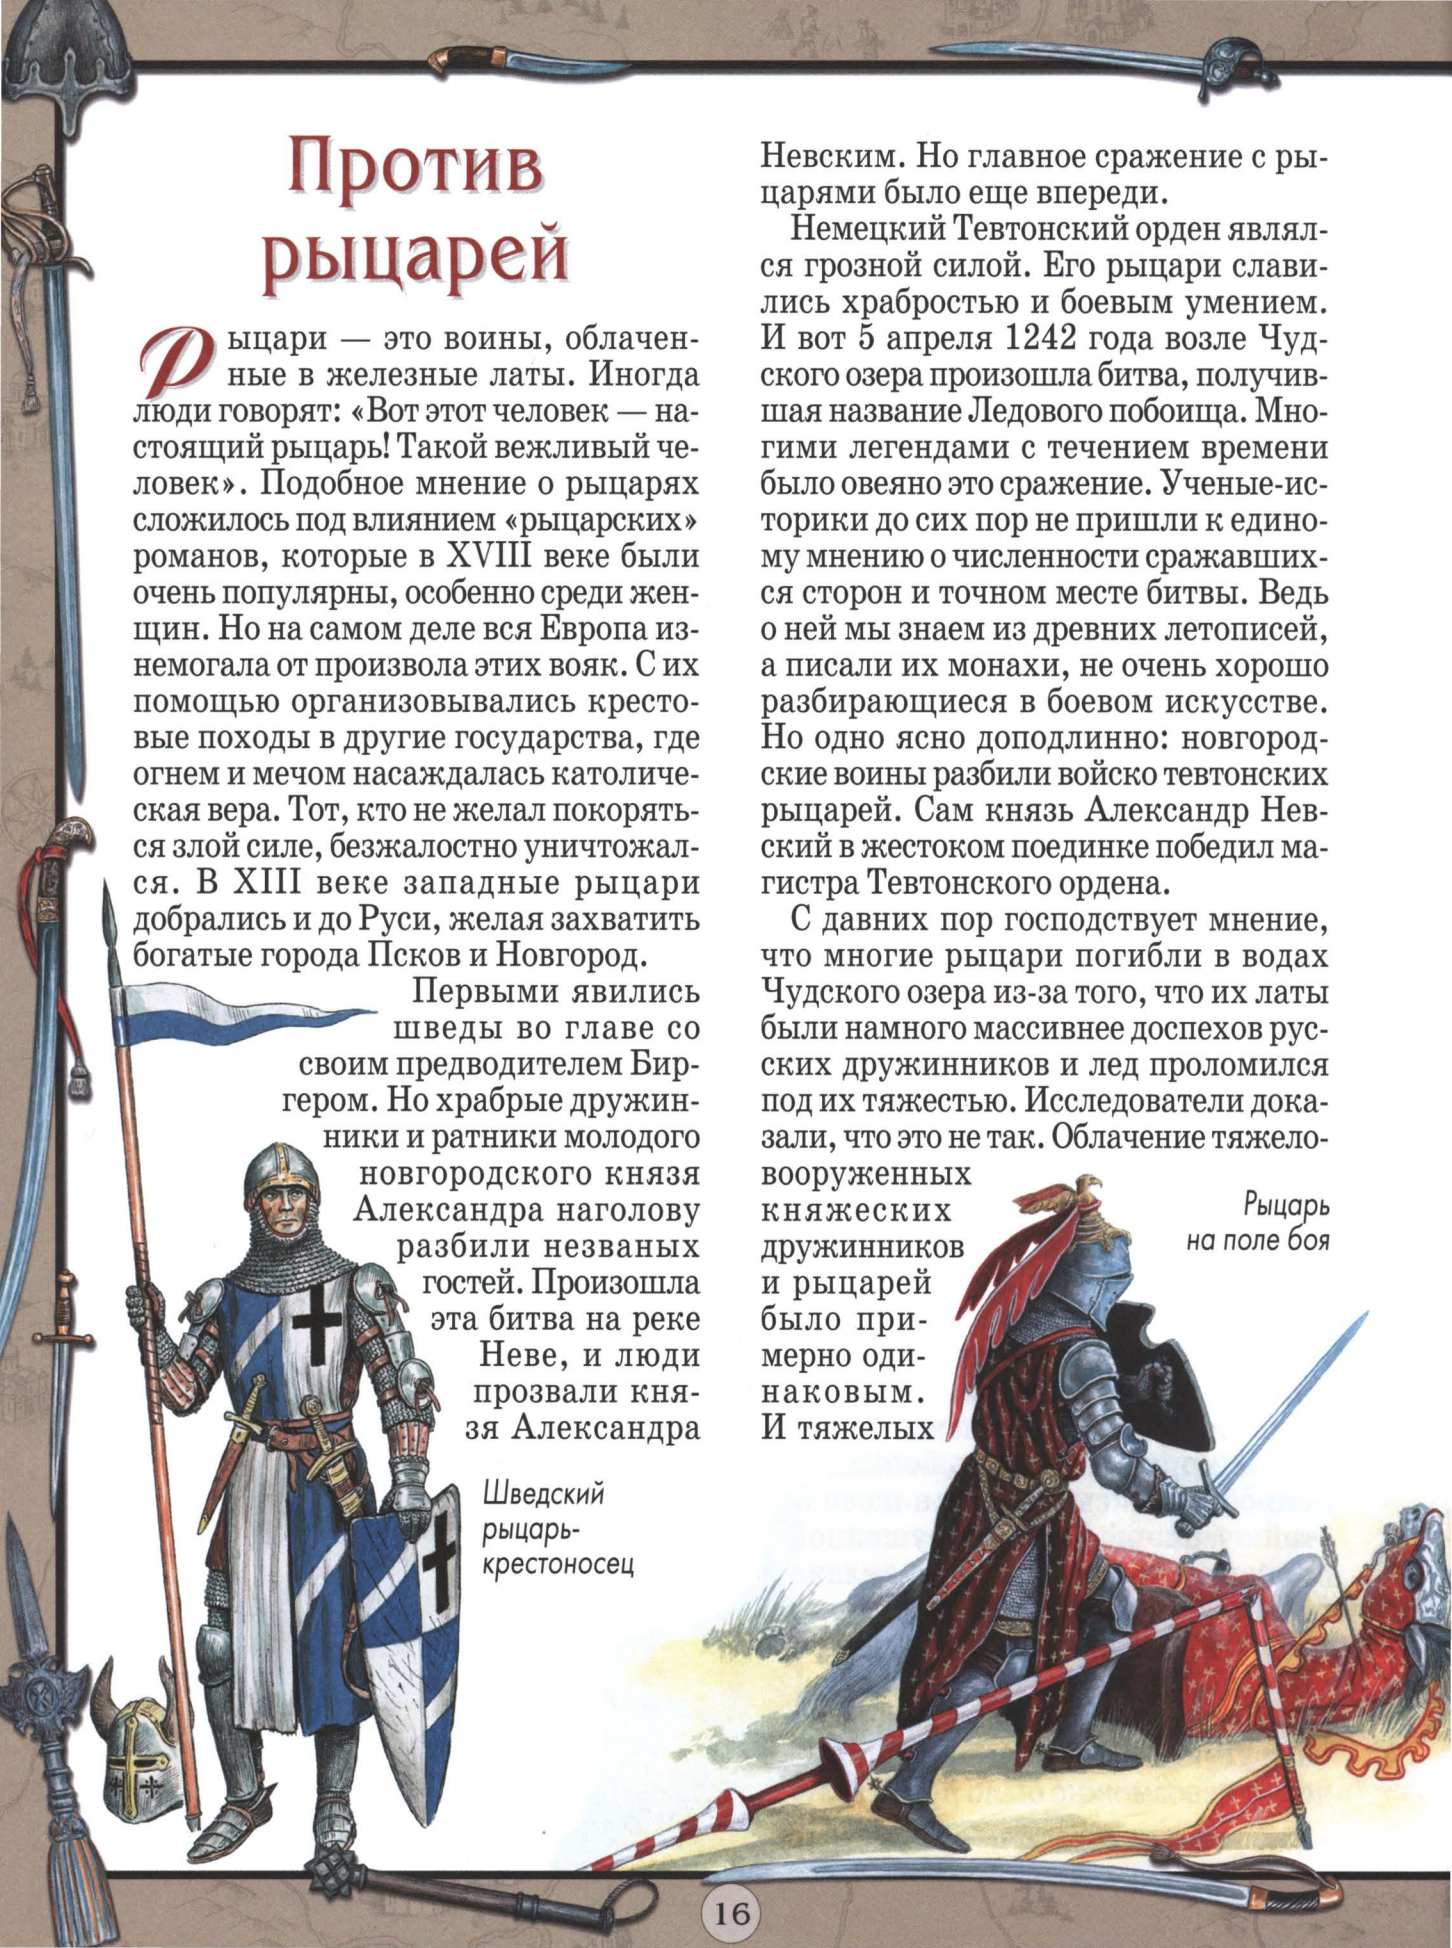 Против
рыцарей
Рыцари — это воины, облачен-
ные в железные латы. Иногда
люди говорят: «Вот этот человек — на-
стоящий рыцарь! Такой вежливый че-
ловек». Подобное мнение о рыцарях
сложилось под влиянием «рыцарских»
романов, которые в XVIII веке были
очень популярны, особенно среди жен-
щин. Но на самом деле вся Европа из-
немогала от произвола этих вояк. С их
помощью организовывались кресто-
вые походы в другие государства, где
огнем и мечом насаждалась католиче-
ская вера. Тот, кто не желал покорять-
ся злой силе, безжалостно уничтожал-
ся. В XIII веке западные рыцари
добрались и до Руси, желая захватить
богатые города Псков и Новгород.
Первыми явились
шведы во главе со
своим предводителем Бир-
гером. Но храбрые дружин-
ники и ратники молодого
новгородского князя
Александра наголову
разбили незваных
гостей. Произошла
эта битва на реке
Неве, и люди
прозвали кня-
зя Александра
Шведский
рыцарь-
крестоносец
Невским. Но главное сражение с ры-
царями было еще впереди.
Немецкий Тевтонский орден являл-
ся грозной силой. Его рыцари слави-
лись храбростью и боевым умением.
И вот 5 апреля 1242 года возле Чуд-
ского озера произошла битва, получив-
шая название Ледового побоища. Мно-
гими легендами с течением времени
было овеяно это сражение. Ученые-ис-
торики до сих пор не пришли к едино-
му мнению о численности сражавших-
ся сторон и точном месте битвы. Ведь
о ней мы знаем из древних летописей,
а писали их монахи, не очень хорошо
разбирающиеся в боевом искусстве.
Но одно ясно доподлинно: новгород-
ские воины разбили войско тевтонских
рыцарей. Сам князь Александр Нев-
ский в жестоком поединке победил ма-
гистра Тевтонского ордена.
С давних пор господствует мнение,
что многие рыцари погибли в водах
Чудского озера из-за того, что их латы
были намного массивнее доспехов рус-
ских дружинников и лед проломился
под их тяжестью. Исследователи дока-
зали, что это не так. Облачение тяжело-
вооруженных
княжеских
дружинников
и рыцарей
было при-
мерно оди-
наковым.
И тяжелых
Рыцарь
на поле боя
16